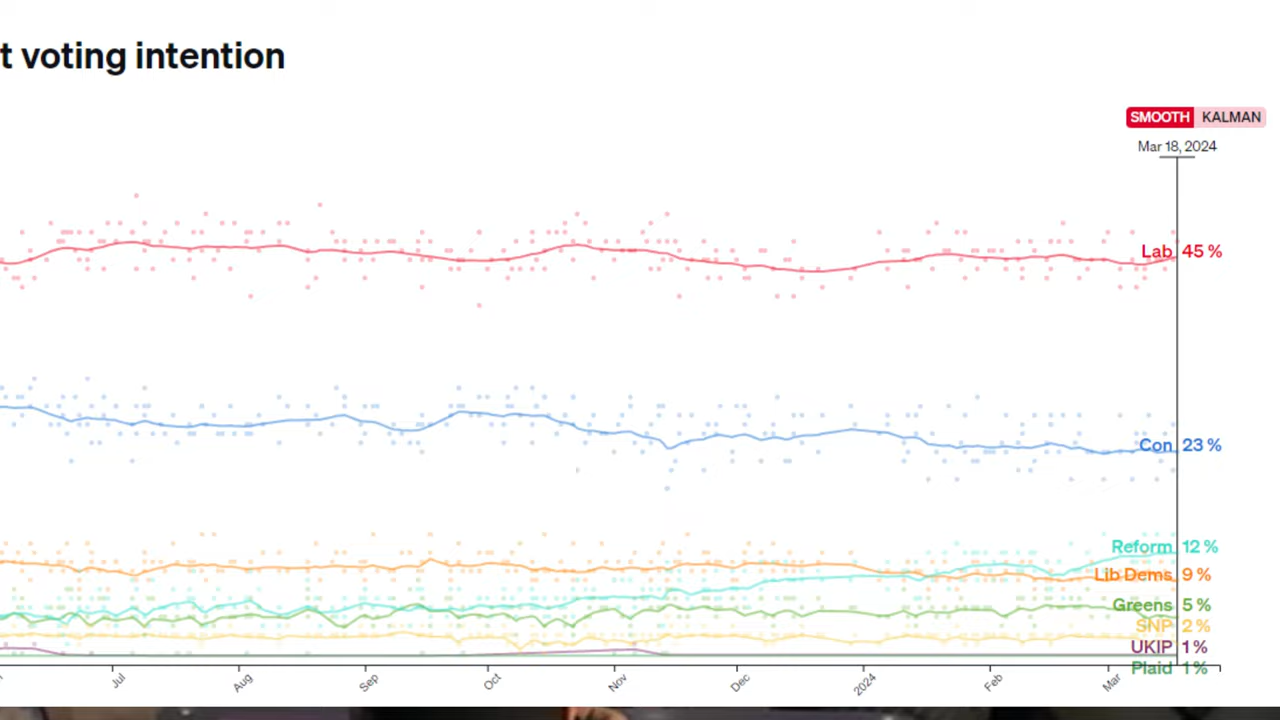 t voting intention
SMOOTH KALMAN
Mar 18, 2024
Lab 45 %
Con 23 %
Reform 12 %
Lib Dems 9 %
Greens 5 %
SNP 2 %
UKIP 1 %
Plaid 1 %
Jul Aug Sep Oct Nov Dec 2024 Feb Mar